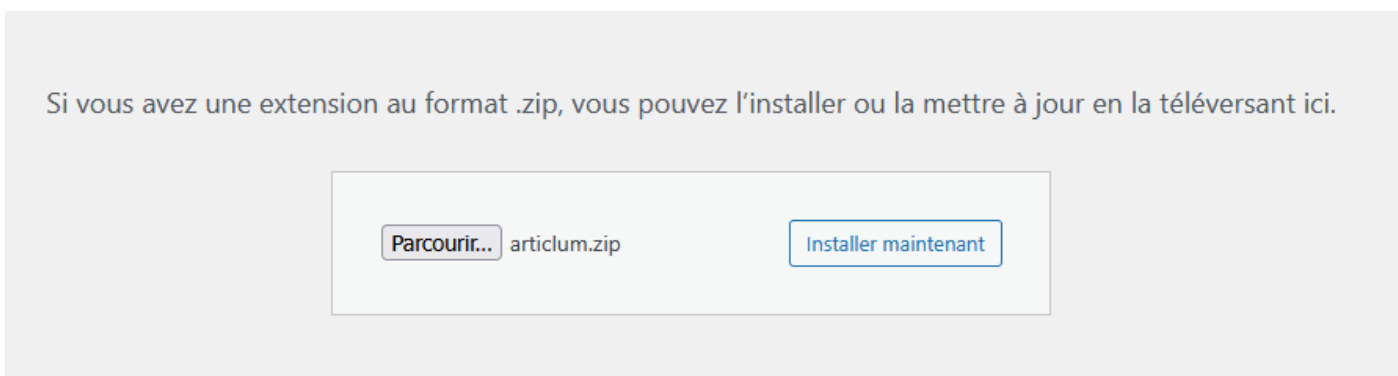 Si vous avez une extension au format .zip, vous pouvez l’installer ou la mettre à jour en la téléversant ici.
Parcourir... articlum.zip Installer maintenant